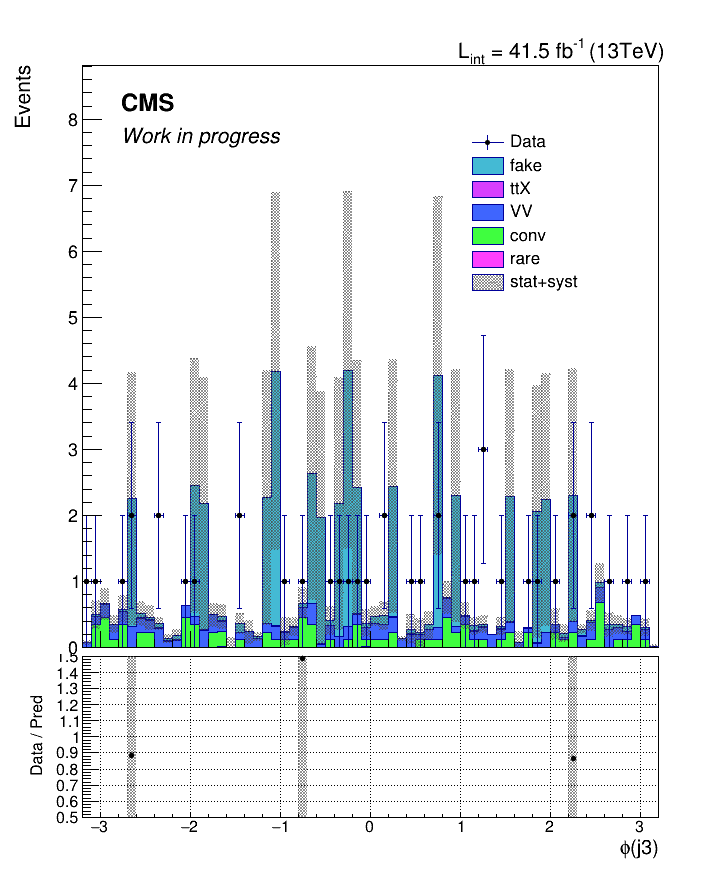 L_int = 41.5 fb^-1 (13TeV)
Events
CMS
Work in progress
Data
fake
ttX
VV
conv
rare
stat+syst
8
7
6
5
4
3
2
1
0
Data / Pred
1.5
1.4
1.3
1.2
1.1
1
0.9
0.8
0.7
0.6
0.5
−3 −2 −1 0 1 2 3
ϕ(j3)